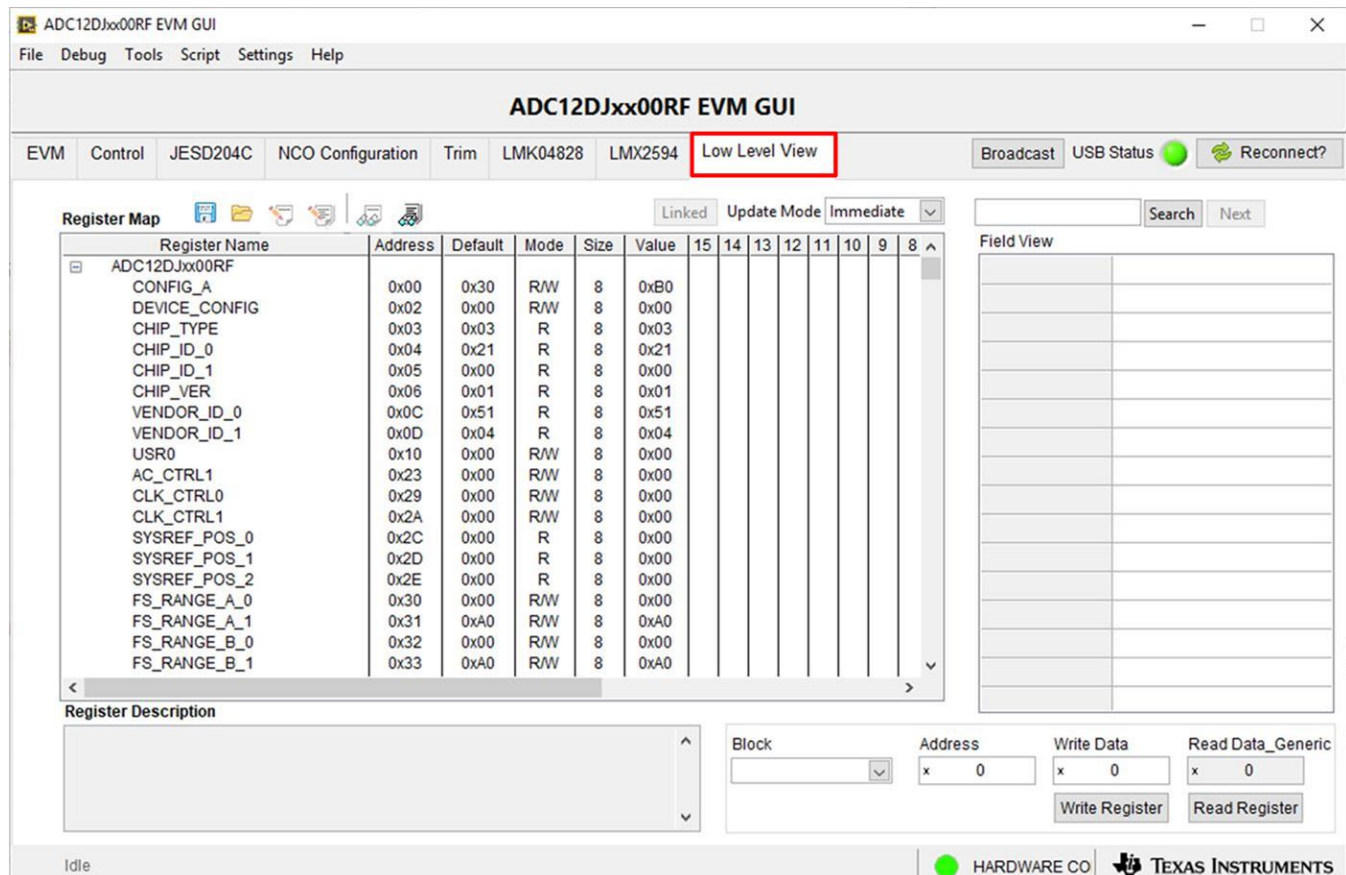 ADC12DJxx00RF EVM GUI
File Debug Tools Script Settings Help
ADC12DJxx00RF EVM GUI
EVM Control JESD204C NCO Configuration Trim LMK04828 LMX2594 Low Level View Broadcast USB Status Reconnect?
Register Map Linked Update Mode Immediate Search Next
Register Name Address Default Mode Size Value 15 14 13 12 11 10 9 8
Field View
ADC12DJxx00RF
CONFIG_A 0x00 0x30 R/W 8 0xB0
DEVICE_CONFIG 0x02 0x00 R/W 8 0x00
CHIP_TYPE 0x03 0x03 R 8 0x03
CHIP_ID_0 0x04 0x21 R 8 0x21
CHIP_ID_1 0x05 0x00 R 8 0x00
CHIP_VER 0x06 0x01 R 8 0x01
VENDOR_ID_0 0x0C 0x51 R 8 0x51
VENDOR_ID_1 0x0D 0x04 R 8 0x04
USR0 0x10 0x00 R/W 8 0x00
AC_CTRL1 0x23 0x00 R/W 8 0x00
CLK_CTRL0 0x29 0x00 R/W 8 0x00
CLK_CTRL1 0x2A 0x00 R/W 8 0x00
SYSREF_POS_0 0x2C 0x00 R 8 0x00
SYSREF_POS_1 0x2D 0x00 R 8 0x00
SYSREF_POS_2 0x2E 0x00 R 8 0x00
FS_RANGE_A_0 0x30 0x00 R/W 8 0x00
FS_RANGE_A_1 0x31 0xA0 R/W 8 0xA0
FS_RANGE_B_0 0x32 0x00 R/W 8 0x00
FS_RANGE_B_1 0x33 0xA0 R/W 8 0xA0
Register Description
Block Address Write Data Read Data_Generic
x 0 x 0 x 0
Write Register Read Register
Idle HARDWARE CO TEXAS INSTRUMENTS